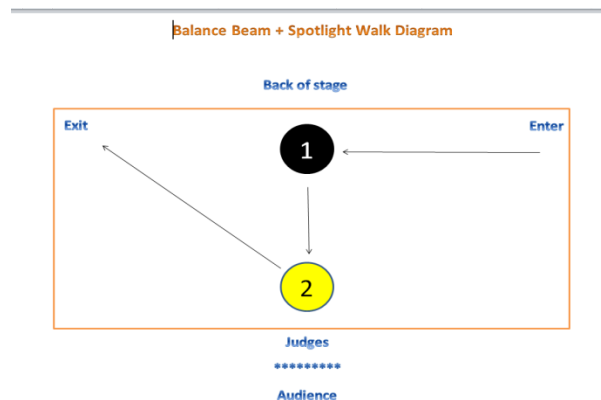 Balance Beam + Spotlight Walk Diagram
Back of stage
Exit
Enter
1
2
Judges
*********
Audience